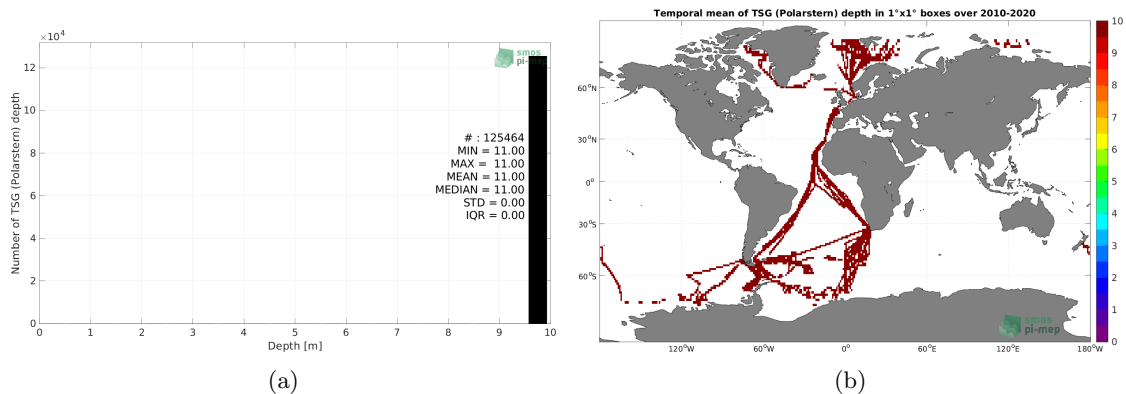 ×10⁴
smos
pi-mep
12
10
8
6
4
2
0
Number of TSG (Polarstern) depth
# : 125464
MIN = 11.00
MAX = 11.00
MEAN = 11.00
MEDIAN = 11.00
STD = 0.00
IQR = 0.00
0 1 2 3 4 5 6 7 8 9 10
Depth [m]
(a)
Temporal mean of TSG (Polarstern) depth in 1°x1° boxes over 2010-2020
60°N
30°N
0°
30°S
60°S
120°W 60°W 0° 60°E 120°E 180°W
smos
pi-mep
10
9
8
7
6
5
4
3
2
1
0
(b)